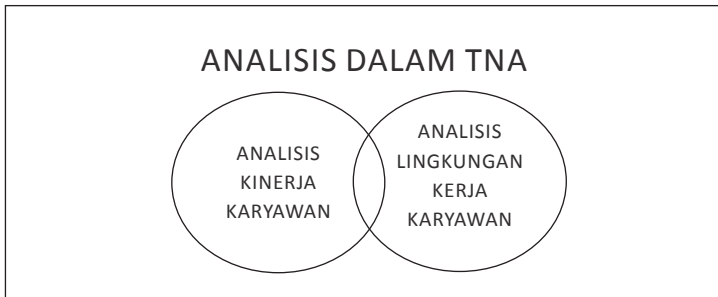 ANALISIS DALAM TNA
ANALISIS
KINERJA
KARYAWAN
ANALISIS
LINGKUNGAN
KERJA
KARYAWAN